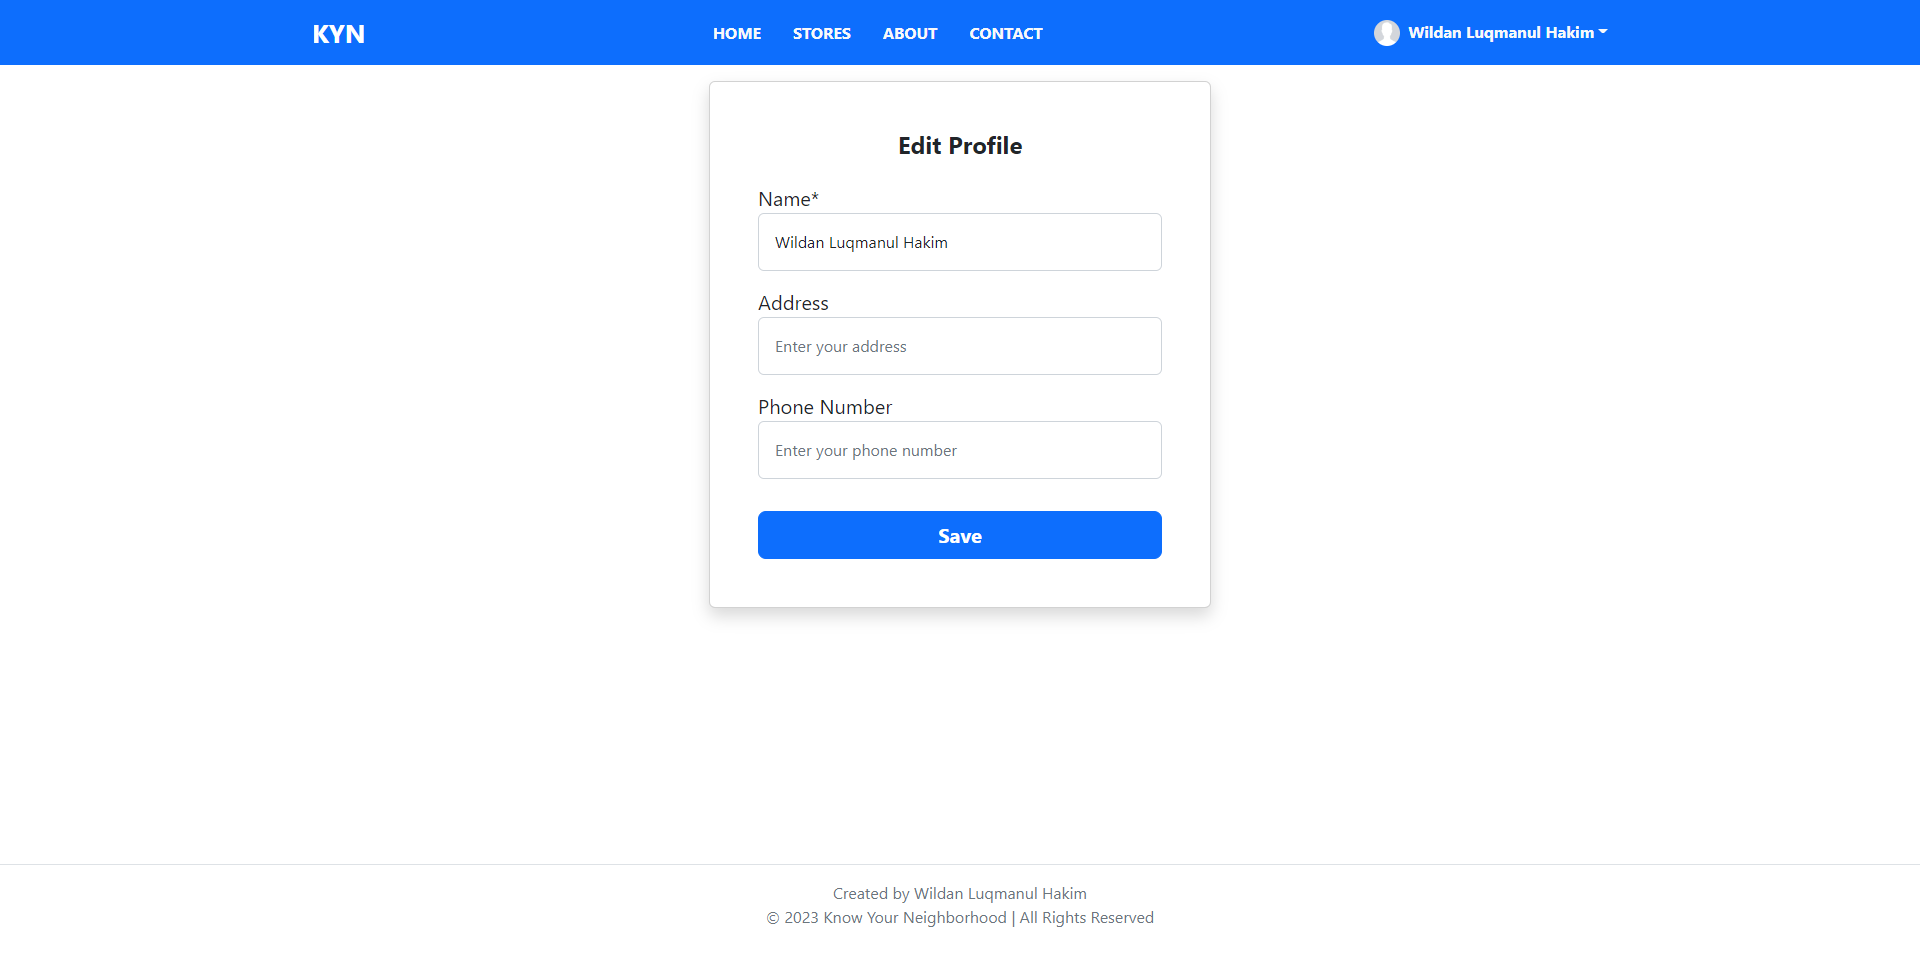 KYN
HOME STORES ABOUT CONTACT
Wildan Luqmanul Hakim
Edit Profile
Name*
Wildan Luqmanul Hakim
Address
Enter your address
Phone Number
Enter your phone number
Save
Created by Wildan Luqmanul Hakim
© 2023 Know Your Neighborhood | All Rights Reserved